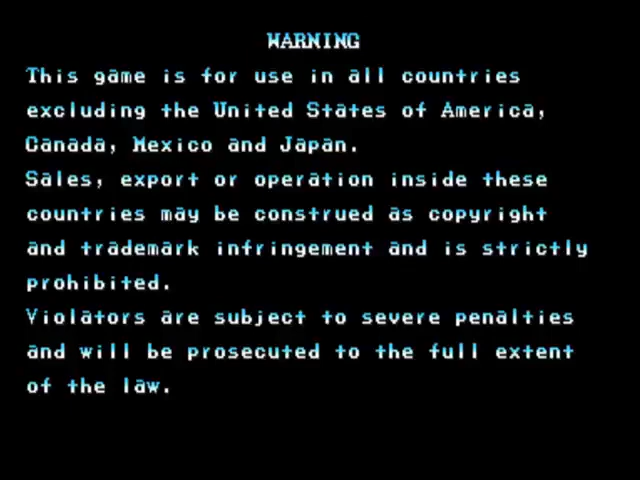 WARNING
This game is for use in all countries
excluding the United States of America,
Canada, Mexico and Japan.
Sales, export or operation inside these
countries may be construed as copyright
and trademark infringement and is strictly
prohibited.
Violators are subject to severe penalties
and will be prosecuted to the full extent
of the law.